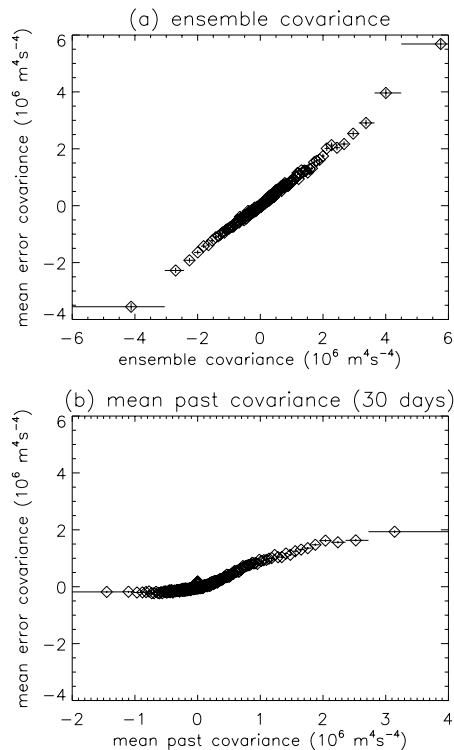 (a) ensemble covariance
6
4
2
0
−2
−4
mean error covariance (10⁶ m⁴s−⁴)
−6 −4 −2 0 2 4 6
ensemble covariance (10⁶ m⁴s−⁴)
(b) mean past covariance (30 days)
6
4
2
0
−2
−4
mean error covariance (10⁶ m⁴s−⁴)
−2 −1 0 1 2 3 4
mean past covariance (10⁶ m⁴s−⁴)